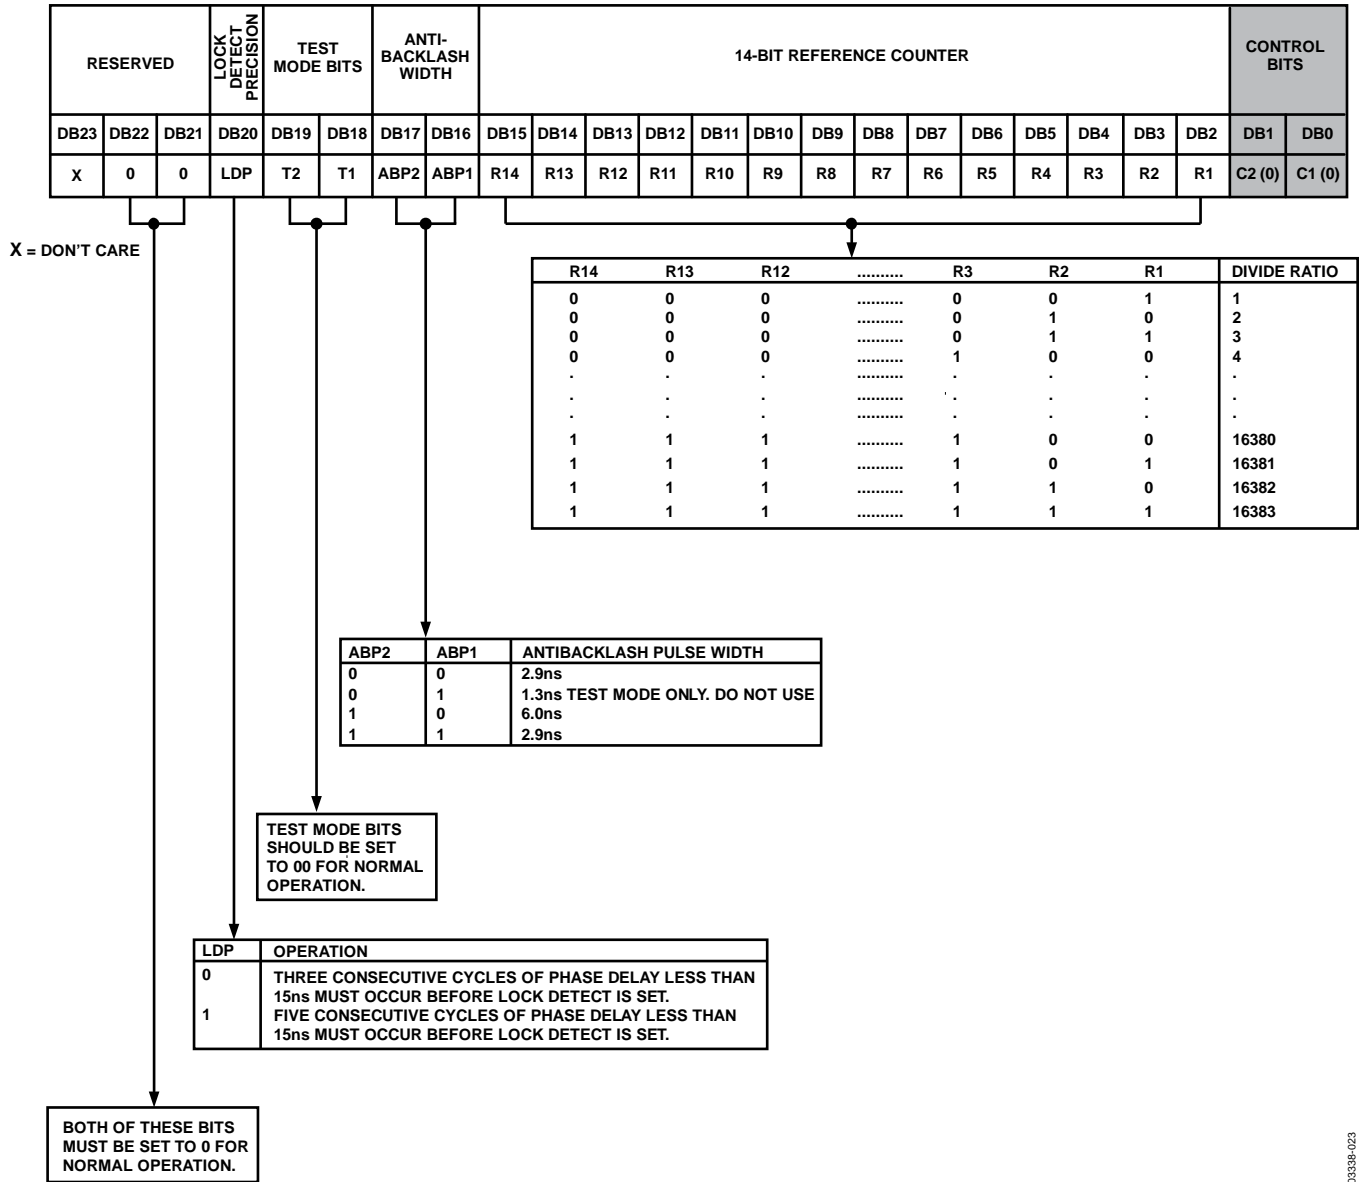 RESERVED
LOCK
DETECT
PRECISION
TEST
MODE BITS
ANTI-
BACKLASH
WIDTH
14-BIT REFERENCE COUNTER
CONTROL
BITS
DB23 DB22 DB21 DB20 DB19 DB18 DB17 DB16 DB15 DB14 DB13 DB12 DB11 DB10 DB9 DB8 DB7 DB6 DB5 DB4 DB3 DB2 DB1 DB0
X 0 0 LDP T2 T1 ABP2 ABP1 R14 R13 R12 R11 R10 R9 R8 R7 R6 R5 R4 R3 R2 R1 C2 (0) C1 (0)
X = DON'T CARE
R14 R13 R12 .......... R3 R2 R1 DIVIDE RATIO
0 0 0 .......... 0 0 1 1
0 0 0 .......... 0 1 0 2
0 0 0 .......... 0 1 1 3
0 0 0 .......... 1 0 0 4
. . . .......... . . . .
. . . .......... . . . .
. . . .......... . . . .
1 1 1 .......... 1 0 0 16380
1 1 1 .......... 1 0 1 16381
1 1 1 .......... 1 1 0 16382
1 1 1 .......... 1 1 1 16383
ABP2 ABP1 ANTIBACKLASH PULSE WIDTH
0 0 2.9ns
0 1 1.3ns TEST MODE ONLY. DO NOT USE
1 0 6.0ns
1 1 2.9ns
TEST MODE BITS
SHOULD BE SET
TO 00 FOR NORMAL
OPERATION.
LDP OPERATION
0 THREE CONSECUTIVE CYCLES OF PHASE DELAY LESS THAN
15ns MUST OCCUR BEFORE LOCK DETECT IS SET.
1 FIVE CONSECUTIVE CYCLES OF PHASE DELAY LESS THAN
15ns MUST OCCUR BEFORE LOCK DETECT IS SET.
BOTH OF THESE BITS
MUST BE SET TO 0 FOR
NORMAL OPERATION.
03338-023